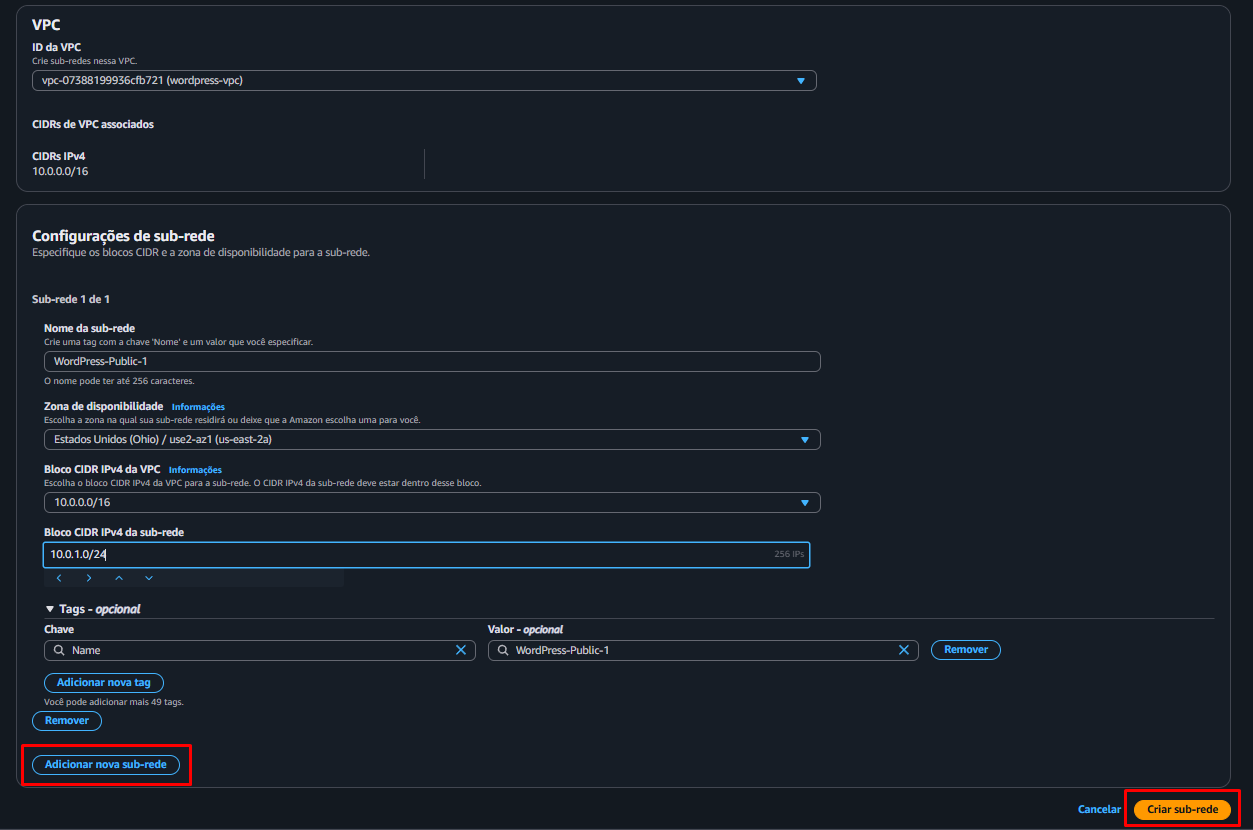 VPC
ID da VPC
Crie sub-redes nessa VPC.
vpc-07388199936cfb721 (wordpress-vpc)
CIDRs de VPC associados
CIDRs IPv4
10.0.0.0/16
Configurações de sub-rede
Especifique os blocos CIDR e a zona de disponibilidade para a sub-rede.
Sub-rede 1 de 1
Nome da sub-rede
Crie uma tag com a chave 'Nome' e um valor que você especificar.
WordPress-Public-1
O nome pode ter até 256 caracteres.
Zona de disponibilidade Informações
Escolha a zona na qual sua sub-rede residirá ou deixe que a Amazon escolha uma para você.
Estados Unidos (Ohio) / use2-az1 (us-east-2a)
Bloco CIDR IPv4 da VPC Informações
Escolha o bloco CIDR IPv4 da VPC para a sub-rede. O CIDR IPv4 da sub-rede deve estar dentro desse bloco.
10.0.0.0/16
Bloco CIDR IPv4 da sub-rede
10.0.1.0/24 256 IPs
Tags - opcional
Chave Valor - opcional
Name WordPress-Public-1 Remover
Adicionar nova tag
Você pode adicionar mais 49 tags.
Remover
Adicionar nova sub-rede
Cancelar Criar sub-rede